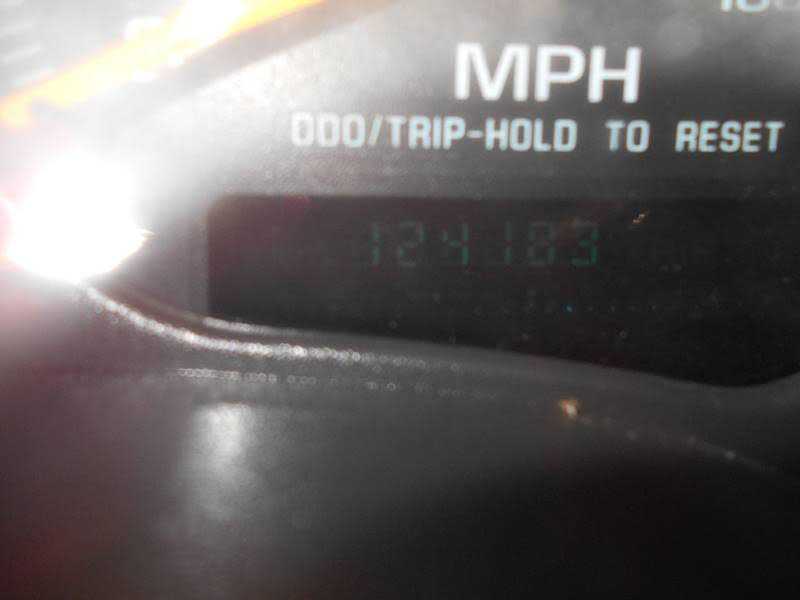 MPH
ODO/TRIP-HOLD TO RESET
124183